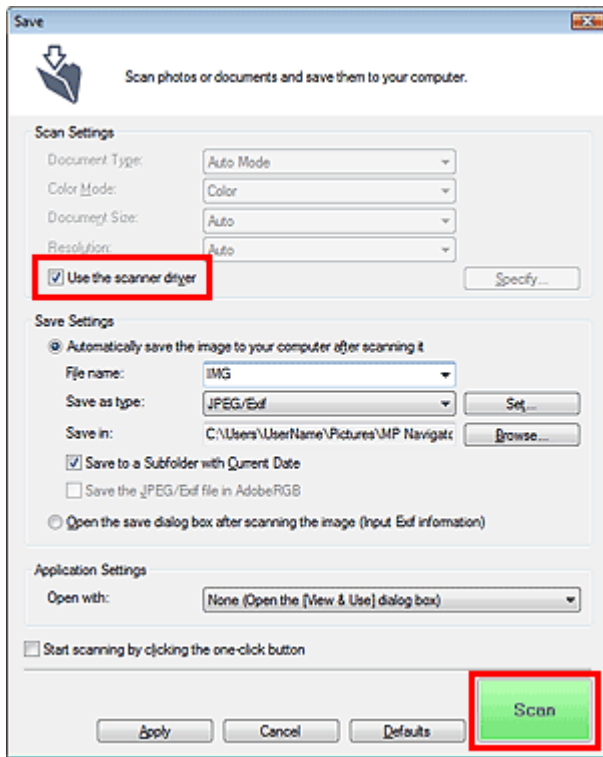 Save
Scan photos or documents and save them to your computer.
Scan Settings
Document Type: Auto Mode
Color Mode: Color
Document Size: Auto
Resolution: Auto
Use the scanner driver Specify...
Save Settings
Automatically save the image to your computer after scanning it
File name: IMG
Save as type: JPEG/Exif Set...
Save in: C:\Users\UserName\Pictures\MP Navigato Browse...
Save to a Subfolder with Current Date
Save the JPEG/Exif file in AdobeRGB
Open the save dialog box after scanning the image (Input Exif information)
Application Settings
Open with: None (Open the [View & Use] dialog box)
Start scanning by clicking the one-click button
Scan
Apply Cancel Defaults